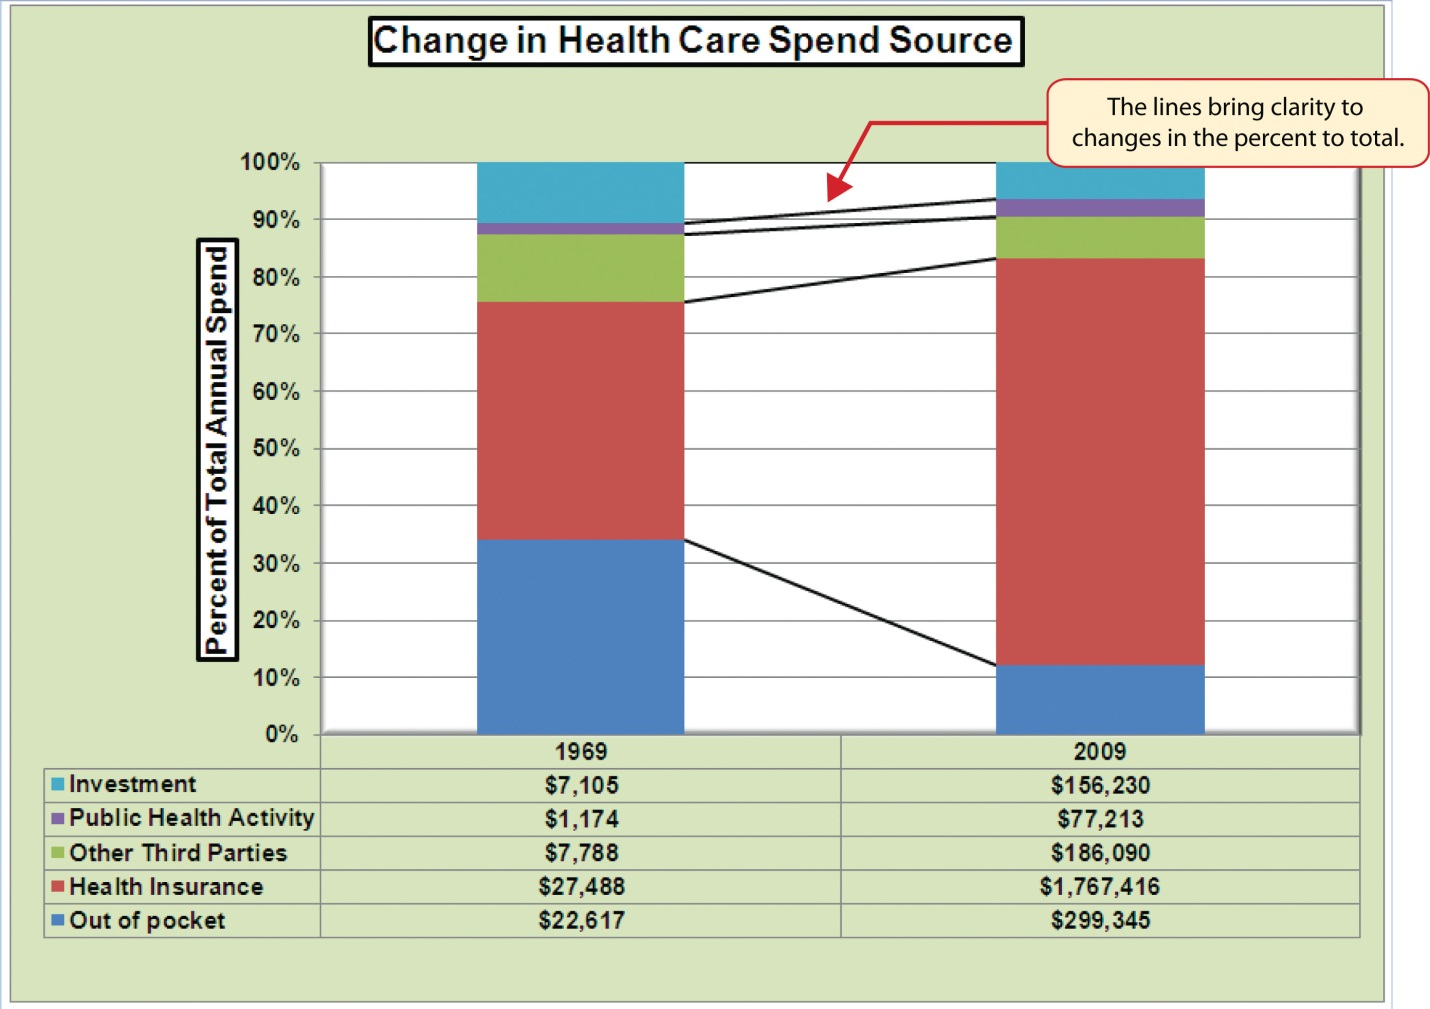 Change in Health Care Spend Source
The lines bring clarity to
changes in the percent to total.
Percent of Total Annual Spend
100%
90%
80%
70%
60%
50%
40%
30%
20%
10%
0%
1969 2009
Investment $7,105 $156,230
Public Health Activity $1,174 $77,213
Other Third Parties $7,788 $186,090
Health Insurance $27,488 $1,767,416
Out of pocket $22,617 $299,345